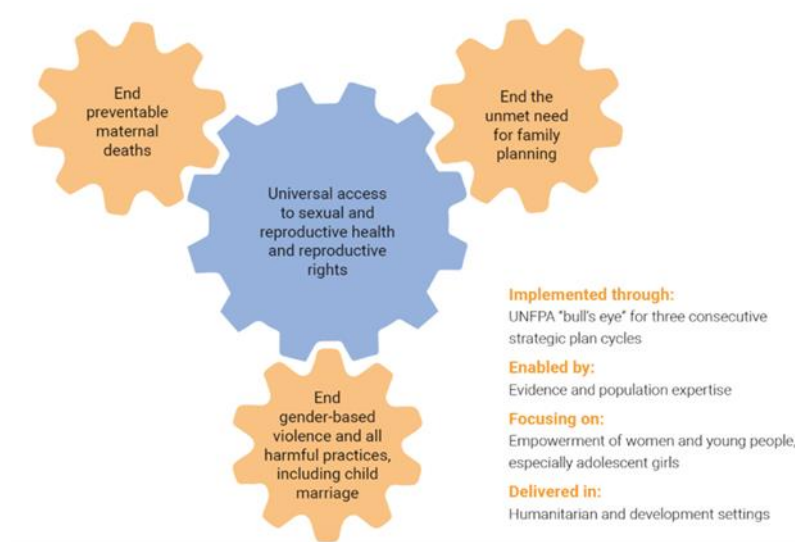 End
preventable
maternal
deaths
End the
unmet need
for family
planning
Universal access
to sexual and
reproductive health
and reproductive
rights
End
gender-based
violence and all
harmful practices,
including child
marriage
Implemented through:
UNFPA "bull's eye" for three consecutive
strategic plan cycles
Enabled by:
Evidence and population expertise
Focusing on:
Empowerment of women and young people,
especially adolescent girls
Delivered in:
Humanitarian and development settings